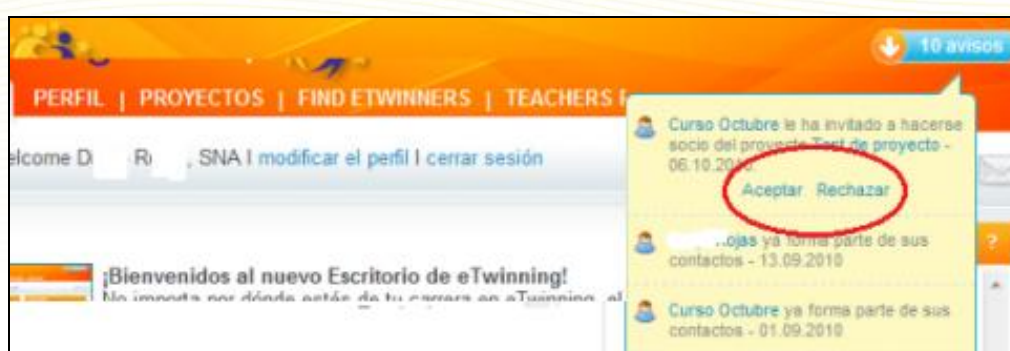 10 avisos
PERFIL | PROYECTOS | FIND ETWINNERS | TEACHERS
elcome D R , SNA I modificar el perfil I cerrar sesión
Curso Octubre le ha invitado a hacerse
socio del proyecto Test de proyecto -
06.10.2010.
Aceptar Rechazar
ojas ya forma parte de sus
contactos - 13.09.2010
Curso Octubre ya forma parte de sus
contactos - 01.09.2010
¡Bienvenidos al nuevo Escritorio de eTwinning!
No importa por dónde estés de tu carrera en eTwinning, el
?